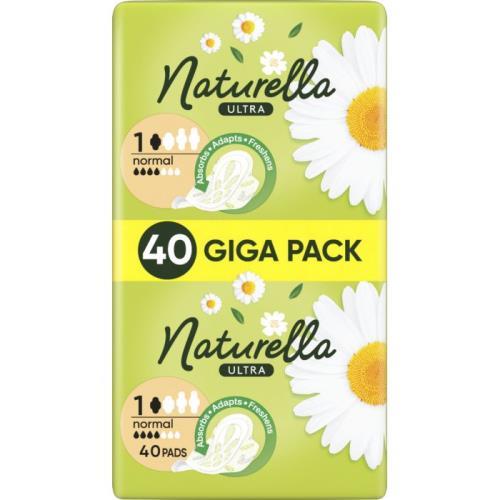 Naturella
ULTRA
1
normal
Absorbs • Adapts • Freshens
40 GIGA PACK
Naturella
ULTRA
1
normal
40 PADS
Absorbs • Adapts • Freshens